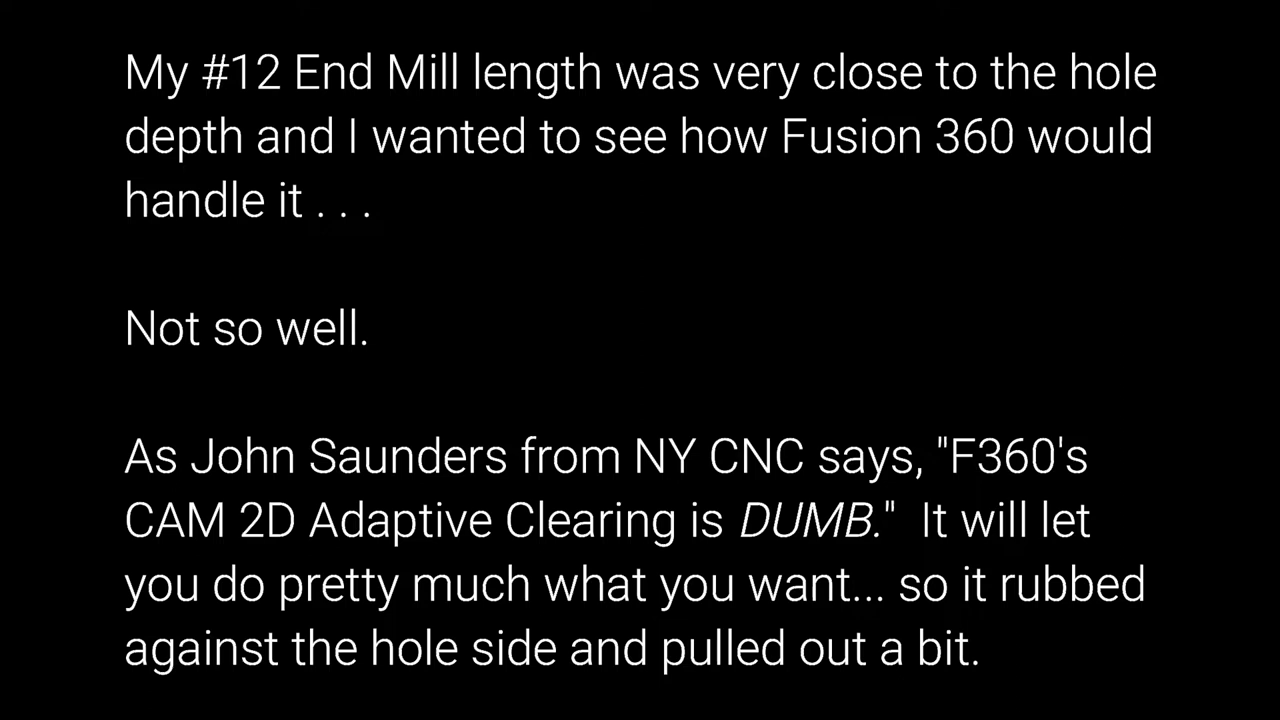 My #12 End Mill length was very close to the hole
depth and I wanted to see how Fusion 360 would
handle it . . .
Not so well.
As John Saunders from NY CNC says, "F360's
CAM 2D Adaptive Clearing is DUMB."  It will let
you do pretty much what you want... so it rubbed
against the hole side and pulled out a bit.